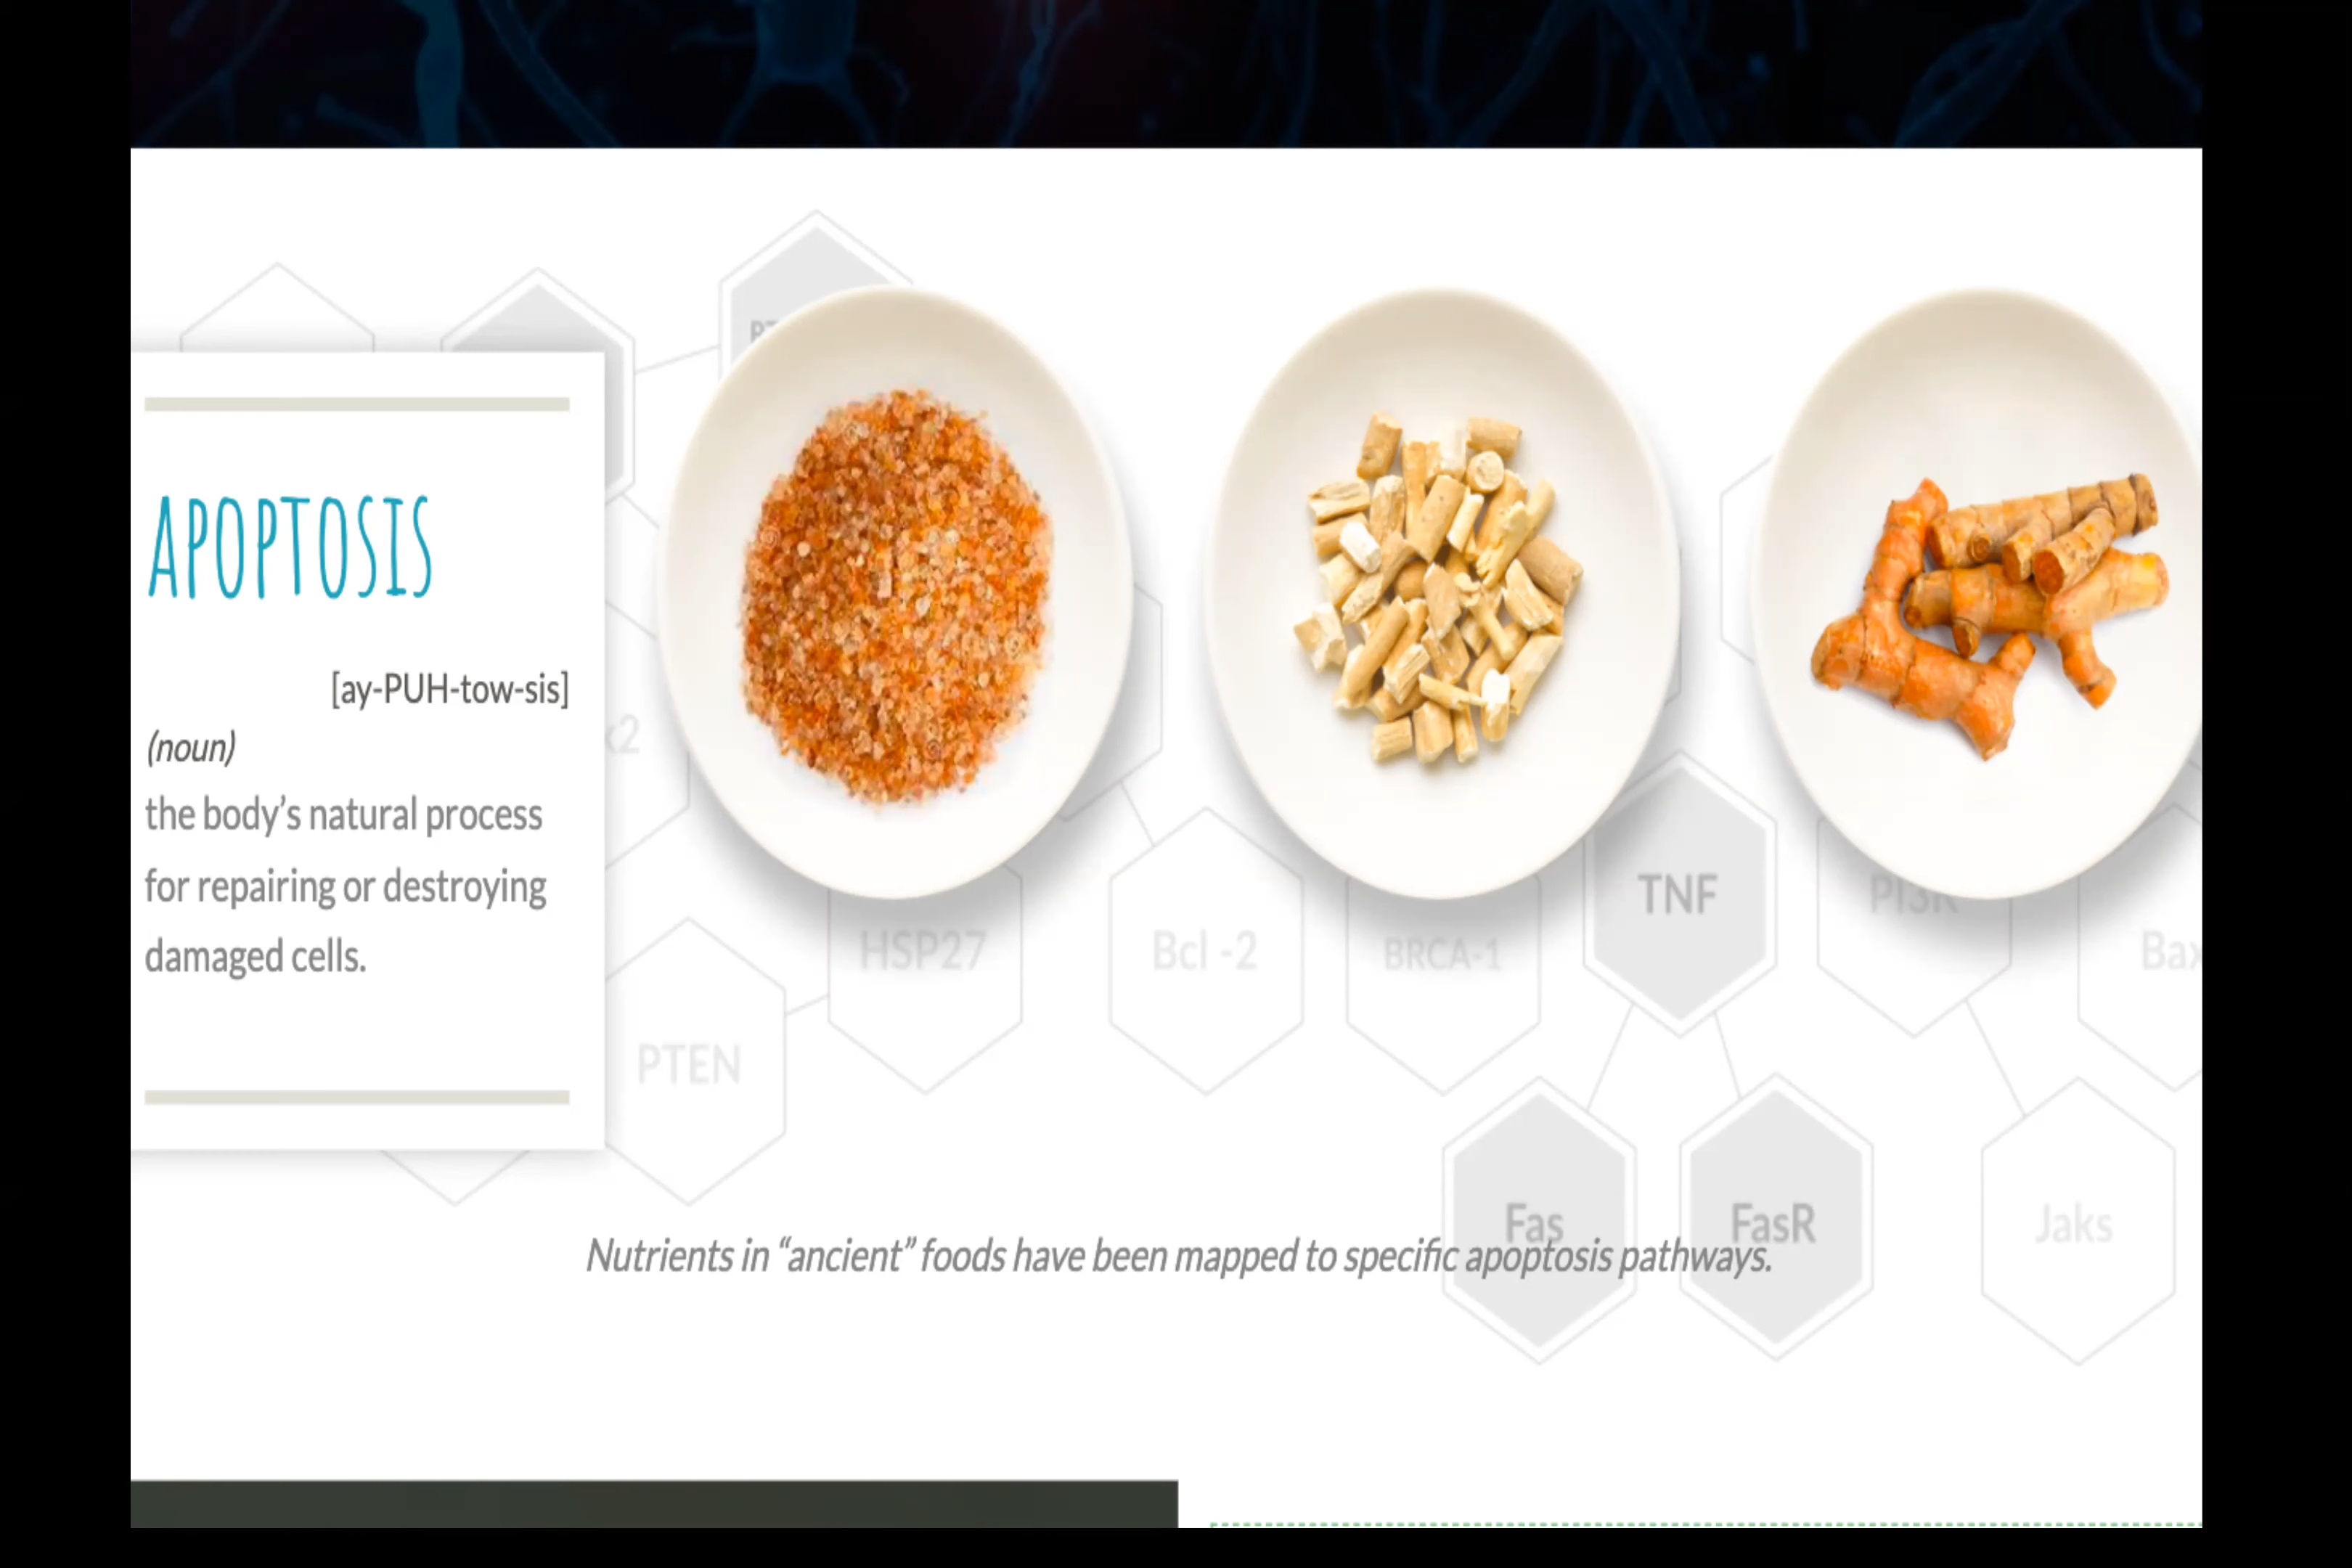 APOPTOSIS
[ay-PUH-tow-sis]
(noun)
the body’s natural process
for repairing or destroying
damaged cells.
HSP27
Bcl -2
BRCA-1
TNF
PI3K
Bax
PTEN
Fas
FasR
Jaks
Nutrients in “ancient” foods have been mapped to specific apoptosis pathways.